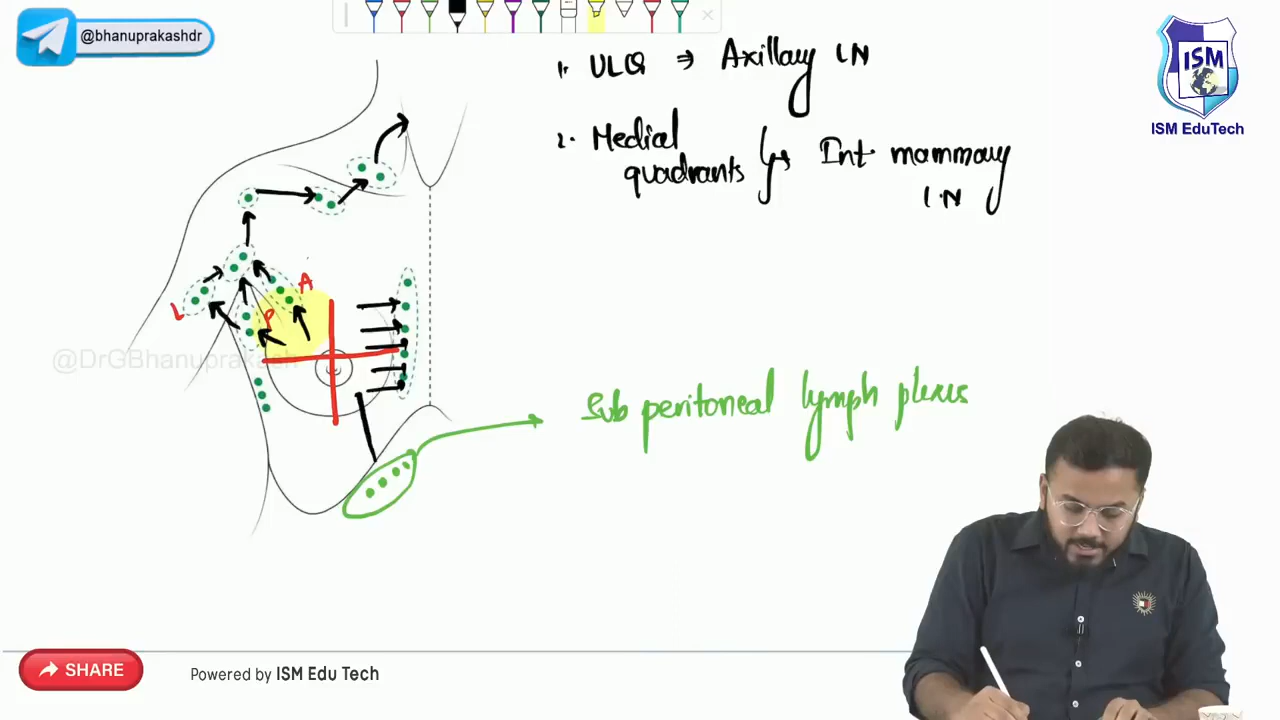 @bhanuprakashdr
1. ULQ ⇒ Axillary LN
2. Medial quadrants ↳ Int. mammary L.N
ISM
ISM EduTech
A
L
P
@DrGBhanuprakash
Sub peritoneal lymph plexus
SHARE
Powered by ISM Edu Tech